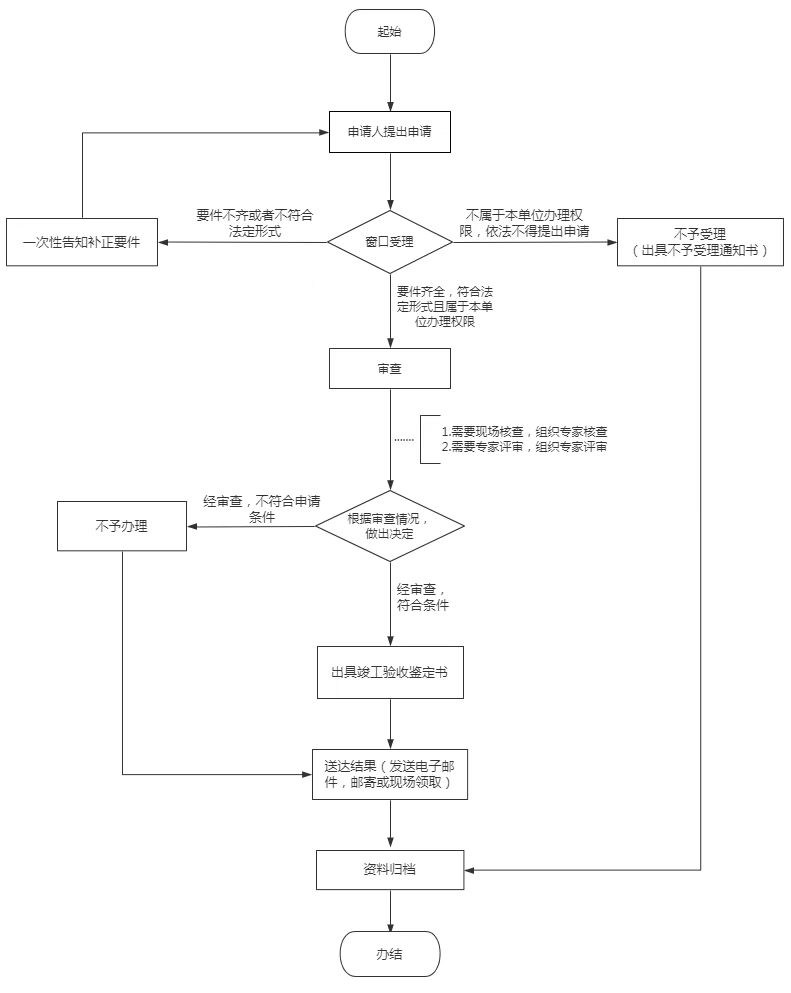 起始
申请人提出申请
要件不齐或者不符合
法定形式
不属于本单位办理权
限，依法不得提出申请
一次性告知补正要件
窗口受理
不予受理
（出具不予受理通知书）
要件齐全，符合法
定形式且属于本单
位办理权限
审查
.......
1.需要现场核查，组织专家核查
2.需要专家评审，组织专家评审
经审查，不符合申请
条件
不予办理
根据审查情况，
做出决定
经审查，
符合条件
出具竣工验收鉴定书
送达结果（发送电子邮
件，邮寄或现场领取）
资料归档
办结